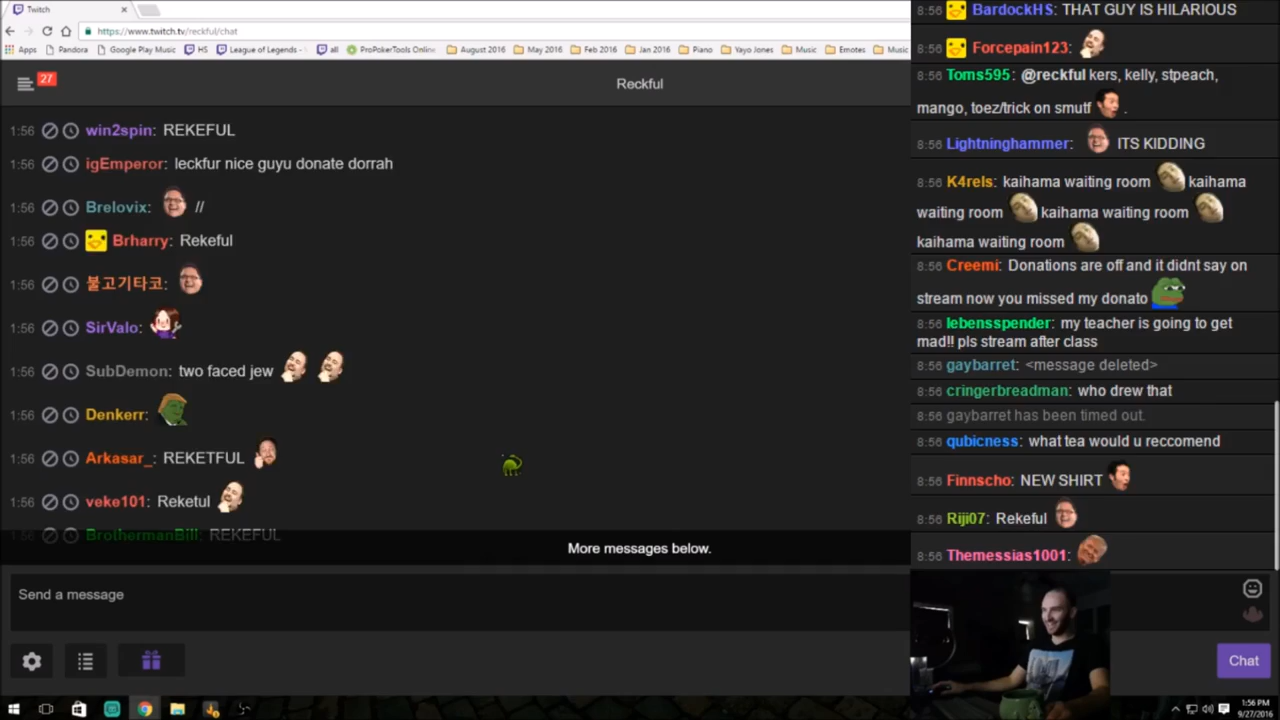 Twitch
https://www.twitch.tv/reckful/chat
Apps Pandora Google Play Music HS League of Legends - all ProPokerTools Online August 2016 May 2016 Feb 2016 Jan 2016 Piano Yayo Jones Music Emotes Music
27
Reckful
1:56 win2spin: REKEFUL
1:56 igEmperor: leckfur nice guyu donate dorrah
1:56 Brelovix: //
1:56 Brharry: Rekeful
1:56 불고기타코:
1:56 SirValo:
1:56 SubDemon: two faced jew
1:56 Denkerr:
1:56 Arkasar_: REKETFUL
1:56 veke101: Reketul
BrothermanBill: REKEFUL
More messages below.
Send a message
8:56 BardockHS: THAT GUY IS HILARIOUS
8:56 Forcepain123:
8:56 Toms595: @reckful kers, kelly, stpeach,
mango, toez/trick on smutf .
8:56 Lightninghammer: ITS KIDDING
8:56 K4rels: kaihama waiting room kaihama
waiting room kaihama waiting room
kaihama waiting room
8:56 Creemi: Donations are off and it didnt say on
stream now you missed my donato
8:56 lebensspender: my teacher is going to get
mad!! pls stream after class
8:56 gaybarret: <message deleted>
8:56 cringerbreadman: who drew that
8:56 gaybarret has been timed out.
8:56 qubicness: what tea would u reccomend
8:56 Finnscho: NEW SHIRT
8:56 Riji07: Rekeful
8:56 Themessias1001:
Chat
1:56 PM
9/27/2016